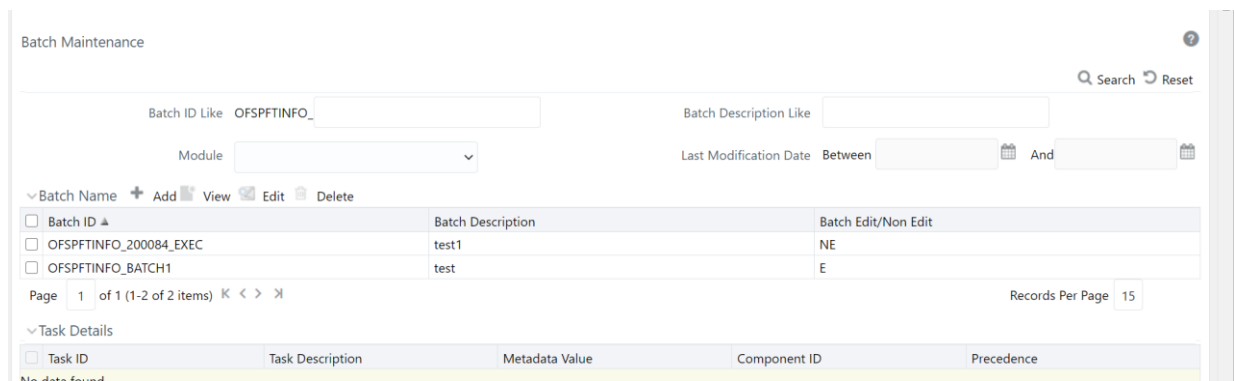 Batch Maintenance
?
Search Reset
Batch ID Like OFSPFTINFO_ Batch Description Like
Module Last Modification Date Between And
Batch Name Add View Edit Delete
Batch ID Batch Description Batch Edit/Non Edit
OFSPFTINFO_200084_EXEC test1 NE
OFSPFTINFO_BATCH1 test E
Page 1 of 1 (1-2 of 2 items) Records Per Page 15
Task Details
Task ID Task Description Metadata Value Component ID Precedence
No data found